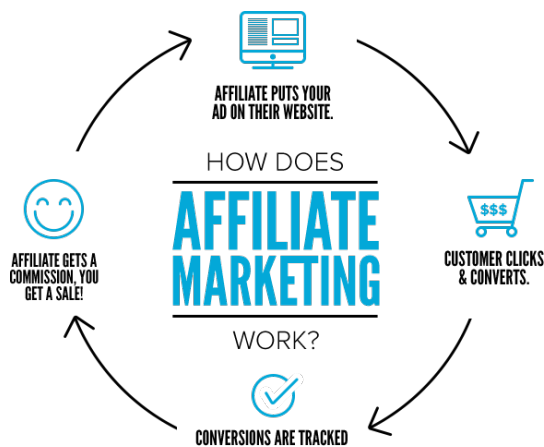 AFFILIATE PUTS YOUR
AD ON THEIR WEBSITE.
HOW DOES
AFFILIATE
MARKETING
WORK?
$$$
CUSTOMER CLICKS
& CONVERTS.
CONVERSIONS ARE TRACKED
AFFILIATE GETS A
COMMISSION, YOU
GET A SALE!